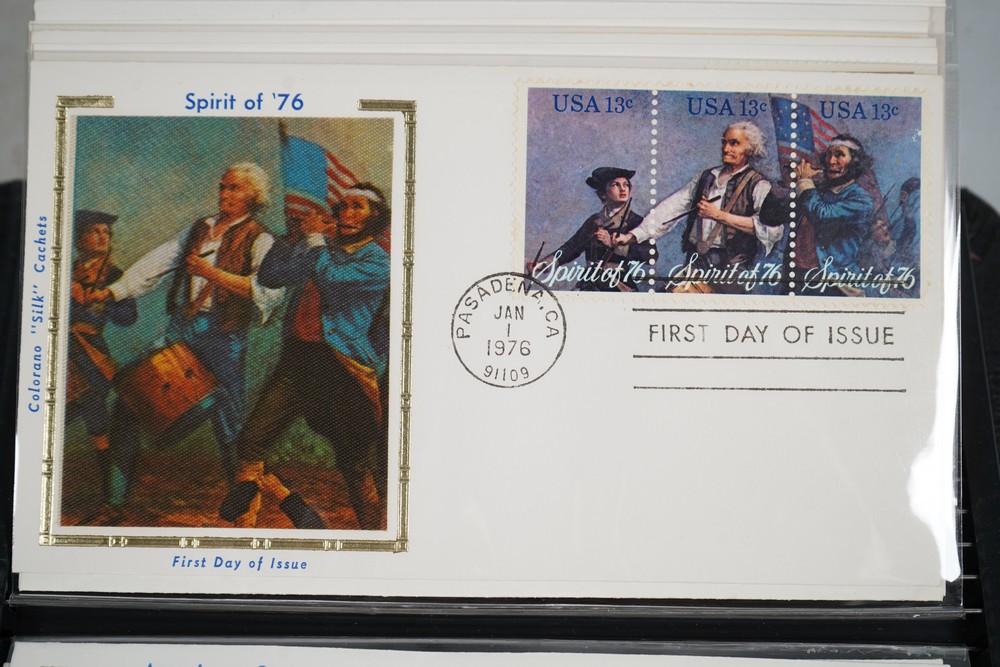 Spirit of '76
Colorano "Silk" Cachets
First Day of Issue
USA 13c USA 13c USA 13c
Spirit of 76 Spirit of 76 Spirit of 76
PASADENA, CA
JAN
1
1976
91109
FIRST DAY OF ISSUE